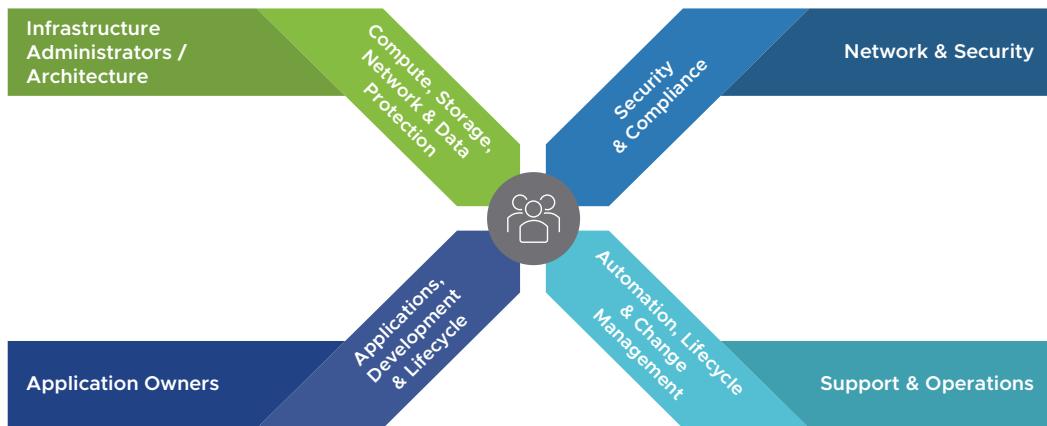 Infrastructure
Administrators /
Architecture
Compute, Storage,
Network & Data
Protection
Security
& Compliance
Network & Security
Application Owners
Applications,
Development
& Lifecycle
Automation, Lifecycle
& Change
Management
Support & Operations